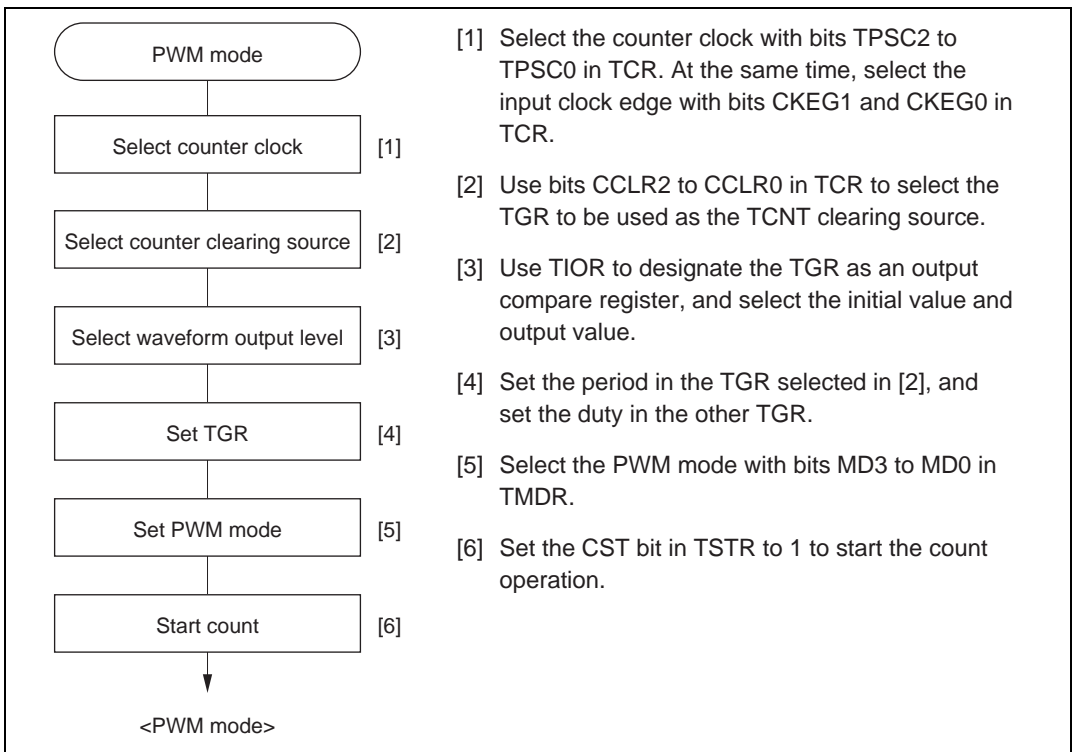 PWM mode
Select counter clock [1]
Select counter clearing source [2]
Select waveform output level [3]
Set TGR [4]
Set PWM mode [5]
Start count [6]
<PWM mode>
[1] Select the counter clock with bits TPSC2 to
TPSC0 in TCR. At the same time, select the
input clock edge with bits CKEG1 and CKEG0 in
TCR.
[2] Use bits CCLR2 to CCLR0 in TCR to select the
TGR to be used as the TCNT clearing source.
[3] Use TIOR to designate the TGR as an output
compare register, and select the initial value and
output value.
[4] Set the period in the TGR selected in [2], and
set the duty in the other TGR.
[5] Select the PWM mode with bits MD3 to MD0 in
TMDR.
[6] Set the CST bit in TSTR to 1 to start the count
operation.